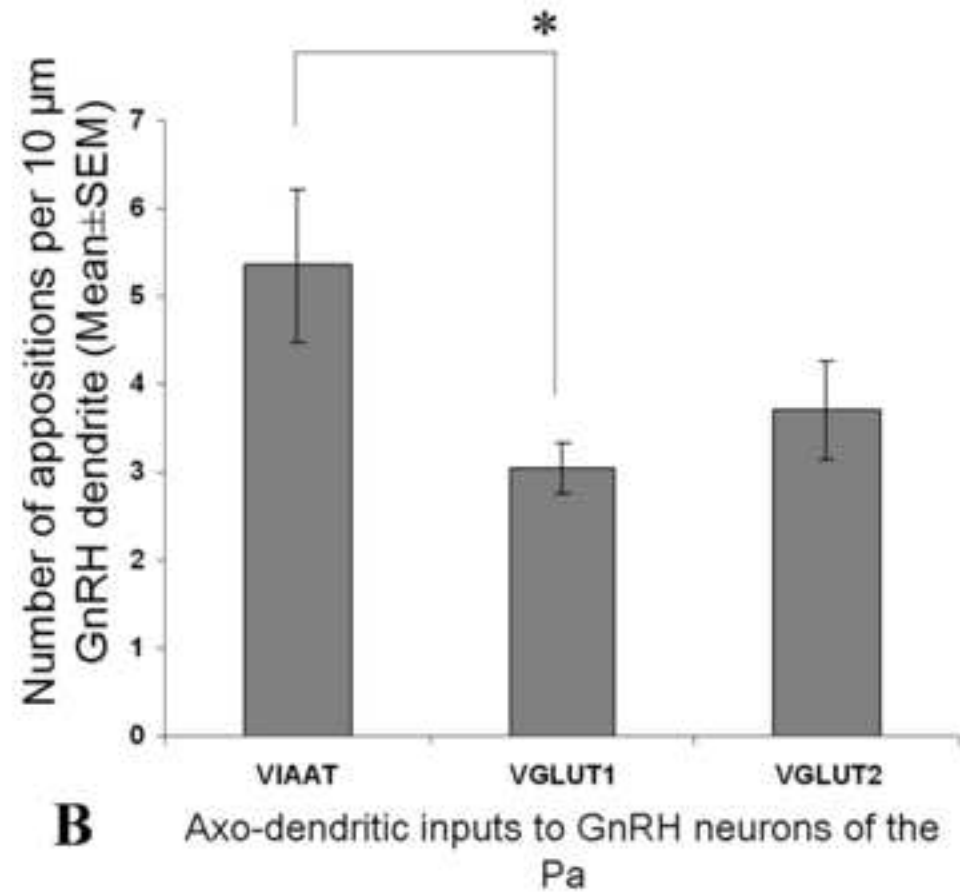 *
Number of appositions per 10 µm
GnRH dendrite (Mean±SEM)
7
6
5
4
3
2
1
0
VIAAT VGLUT1 VGLUT2
B Axo-dendritic inputs to GnRH neurons of the
Pa